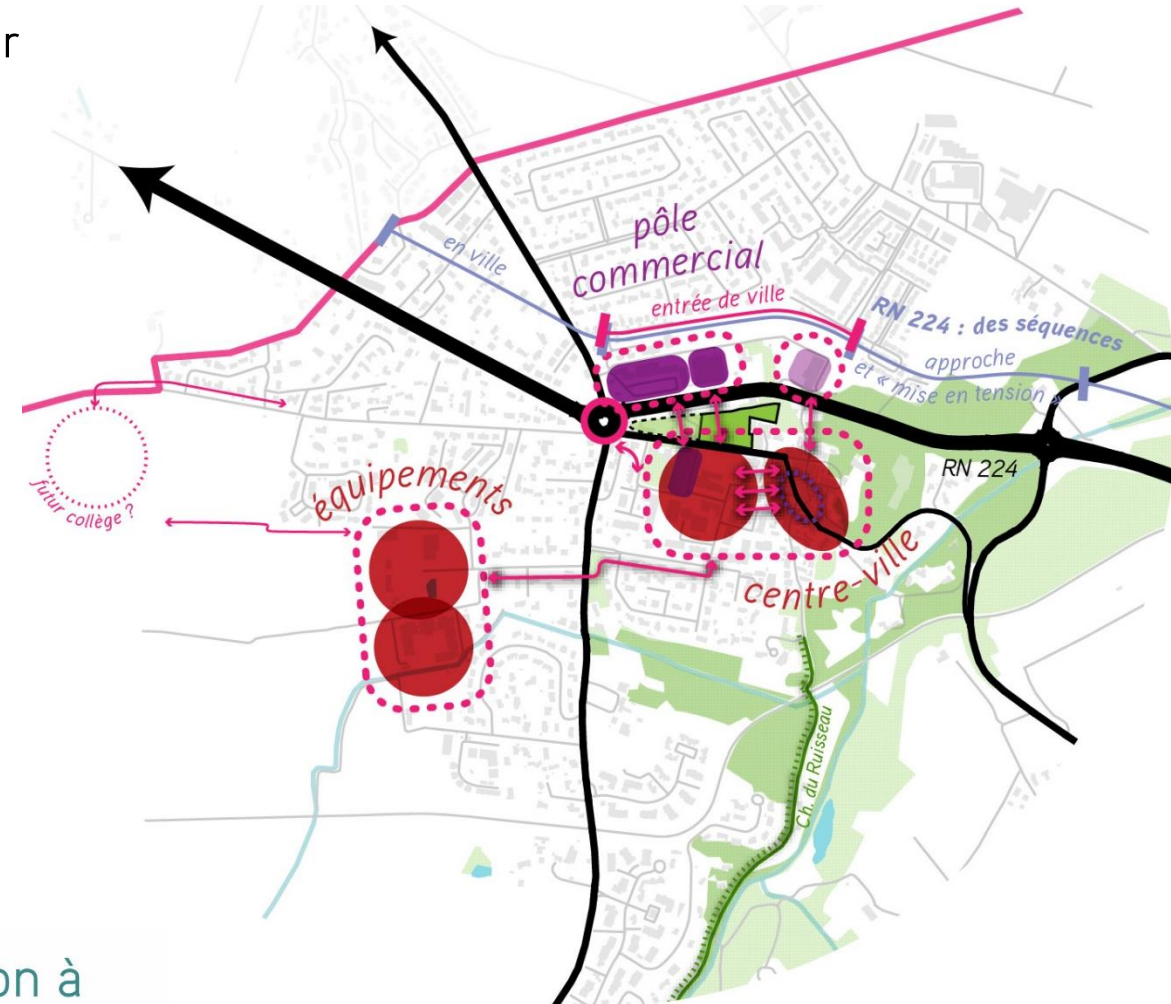 r
en ville
pôle
commercial
entrée de ville
RN 224 : des séquences
approche
et « mise en tension »
RN 224
futur collège ?
équipements
centre-ville
Ch. du Ruisseau
on à